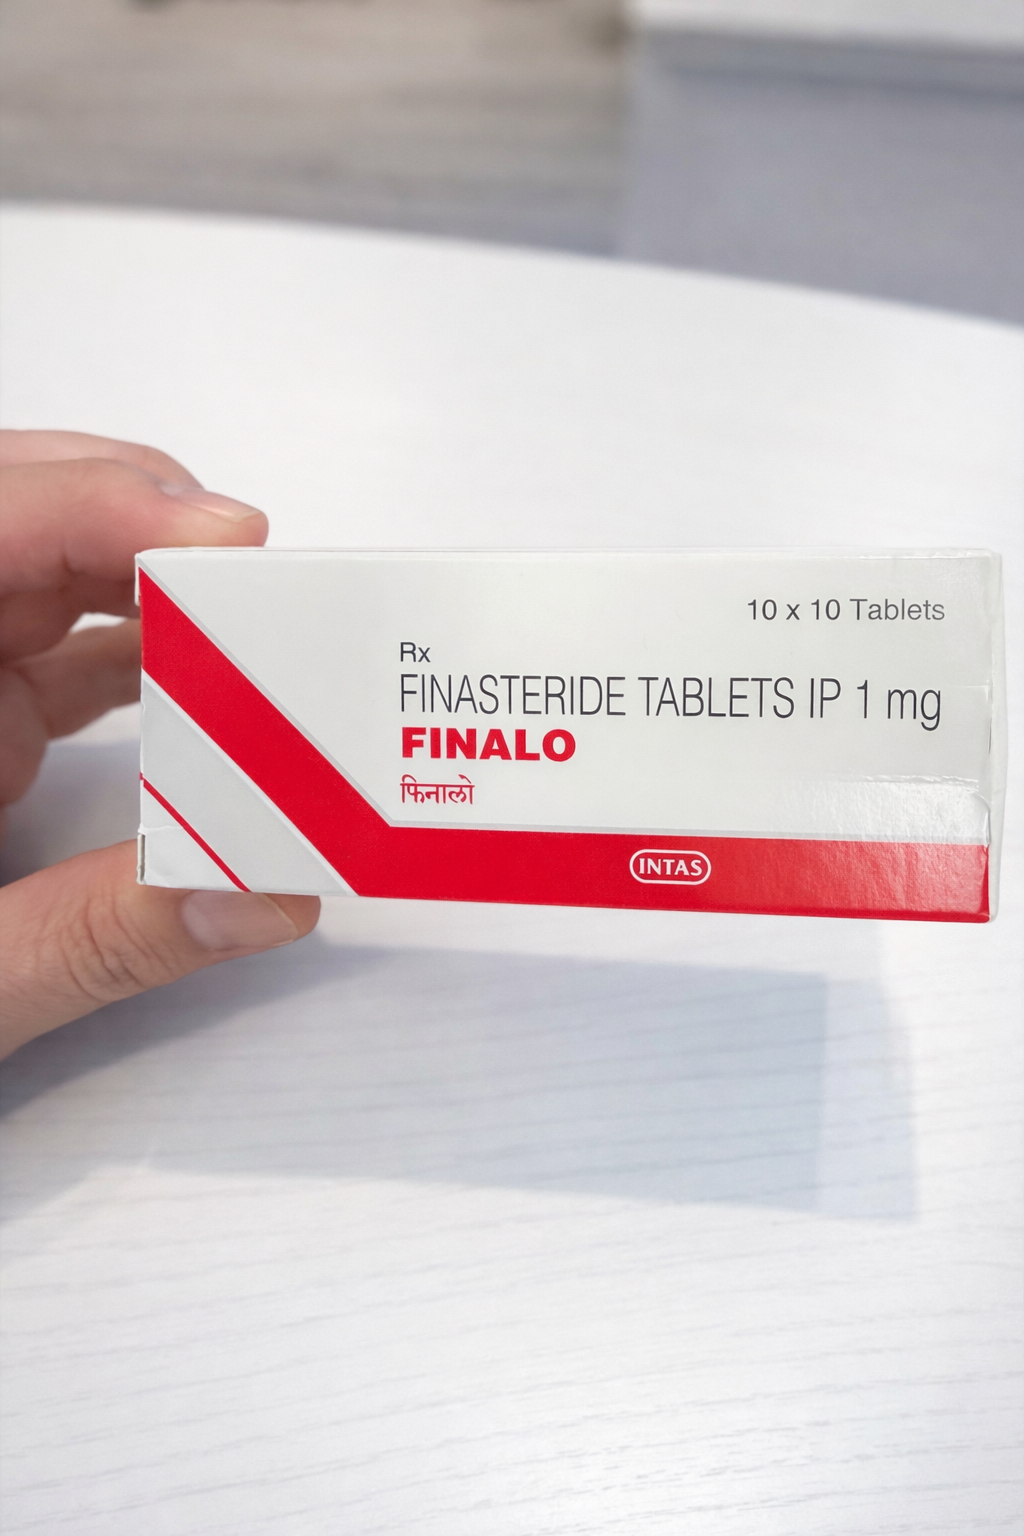 10 x 10 Tablets
Rx
FINASTERIDE TABLETS IP 1 mg
FINALO
फिनालो
INTAS